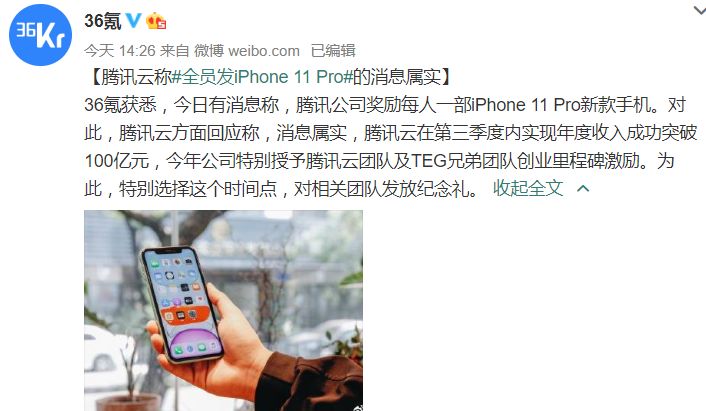 36Kr
36氪
今天 14:26 来自 微博 weibo.com 已编辑
【腾讯云称#全员发iPhone 11 Pro#的消息属实】
36氪获悉，今日有消息称，腾讯公司奖励每人一部iPhone 11 Pro新款手机。对
此，腾讯云方面回应称，消息属实，腾讯云在第三季度内实现年度收入成功突破
100亿元，今年公司特别授予腾讯云团队及TEG兄弟团队创业里程碑激励。为
此，特别选择这个时间点，对相关团队发放纪念礼。 收起全文